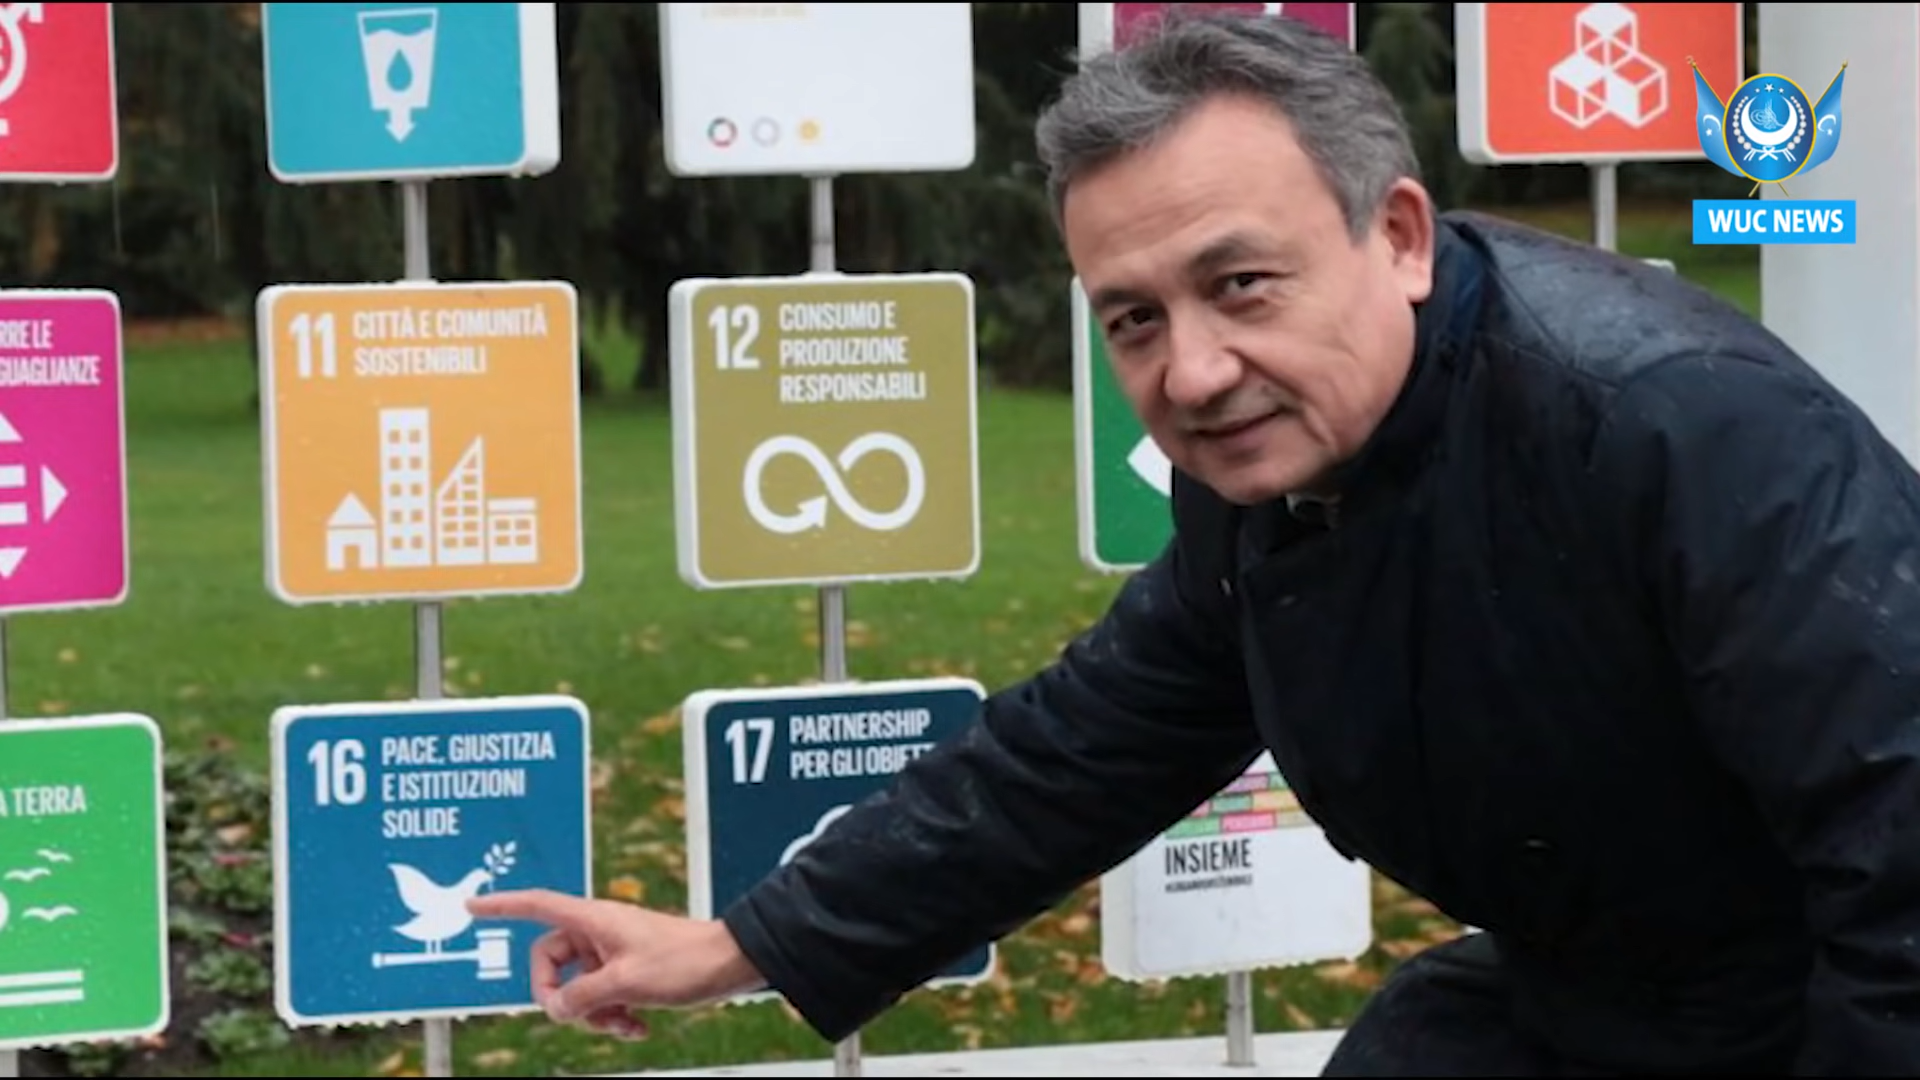 WUC NEWS
RRE LE
GUAGLIANZE
11 CITTÀ E COMUNITÀ
SOSTENIBILI
12 CONSUMO E
PRODUZIONE
RESPONSABILI
A TERRA
16 PACE, GIUSTIZIA
E ISTITUZIONI
SOLIDE
17 PARTNERSHIP
PER GLI OBIETT
INSIEME